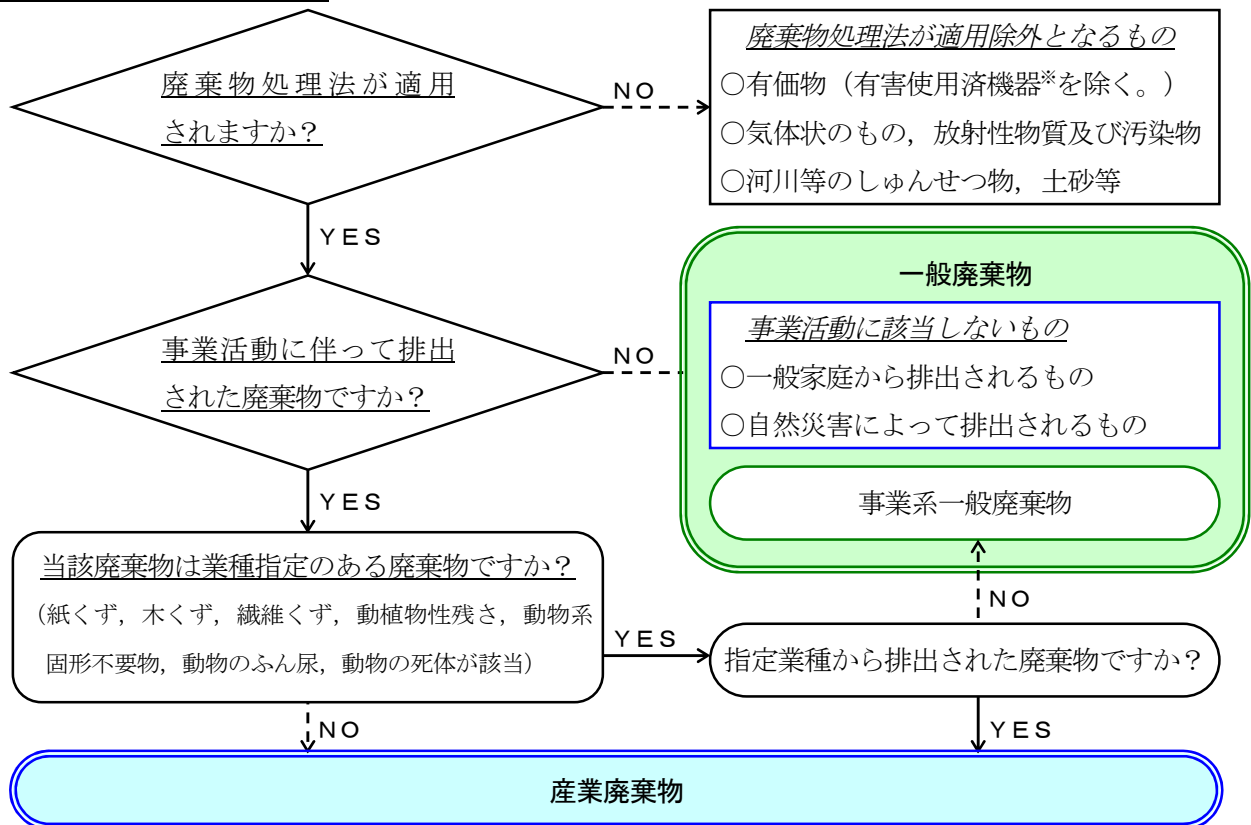 廃棄物処理法が適用
されますか？
NO
廃棄物処理法が適用除外となるもの
○有価物（有害使用済機器※を除く。）
○気体状のもの，放射性物質及び汚染物
○河川等のしゅんせつ物，土砂等
YES
事業活動に伴って排出
された廃棄物ですか？
NO
一般廃棄物
事業活動に該当しないもの
○一般家庭から排出されるもの
○自然災害によって排出されるもの
事業系一般廃棄物
YES
当該廃棄物は業種指定のある廃棄物ですか？
（紙くず，木くず，繊維くず，動植物性残さ，動物系
固形不要物，動物のふん尿，動物の死体が該当）
YES
NO
指定業種から排出された廃棄物ですか？
NO
YES
産業廃棄物